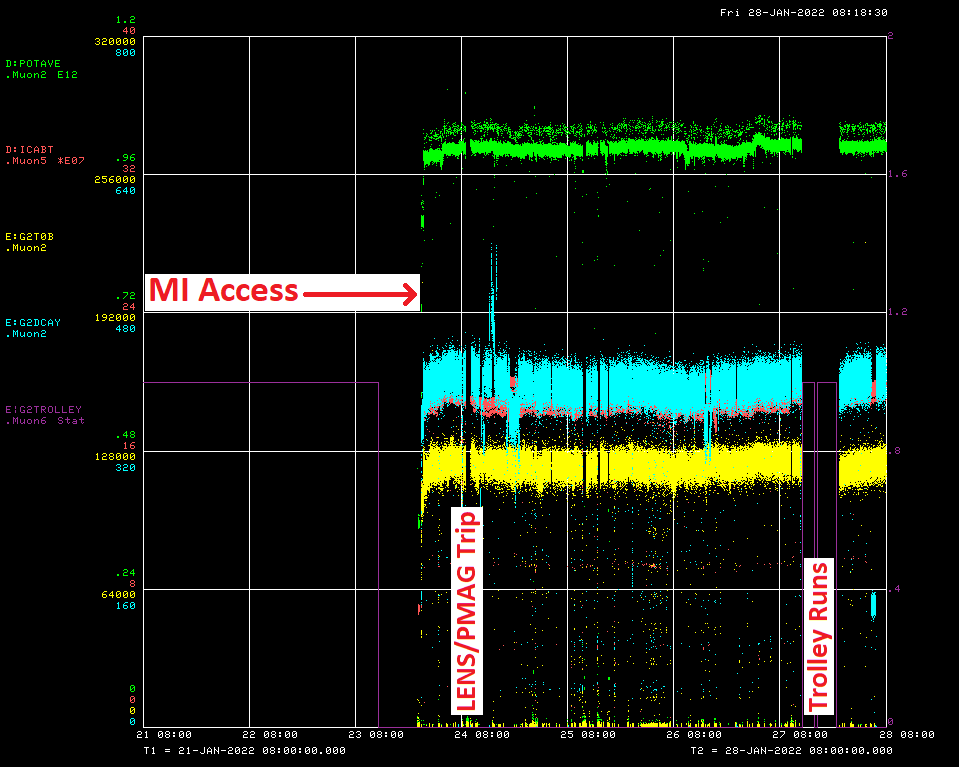 Fri 28-JAN-2022 08:18:30
1.2
40
320000
800
2
D:POTAVE
.Muon2 E12
D:ICABT
.Muon5 *E07
.96
32
256000
640
1.6
E:G2T0B
.Muon2
MI Access
.72
24
192000
480
1.2
E:G2DCAY
.Muon2
E:G2TROLLEY
.Muon6 Stat
.48
16
128000
320
.8
LENS/PMAG Trip
Trolley Runs
.24
8
64000
160
.4
0
0
0
0
0
21 08:00 22 08:00 23 08:00 24 08:00 25 08:00 26 08:00 27 08:00 28 08:00
T1 = 21-JAN-2022 08:00:00.000 T2 = 28-JAN-2022 08:00:00.000